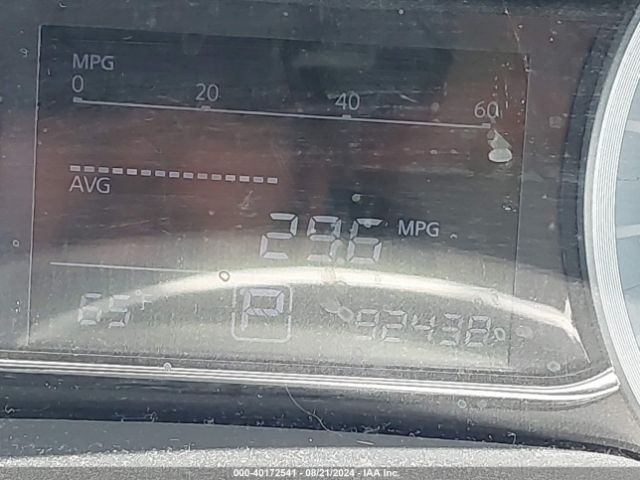 MPG
0 20 40 60
AVG
29.6 MPG
65°F P 92438
000-40172541 - 08/21/2024 - IAA Inc.